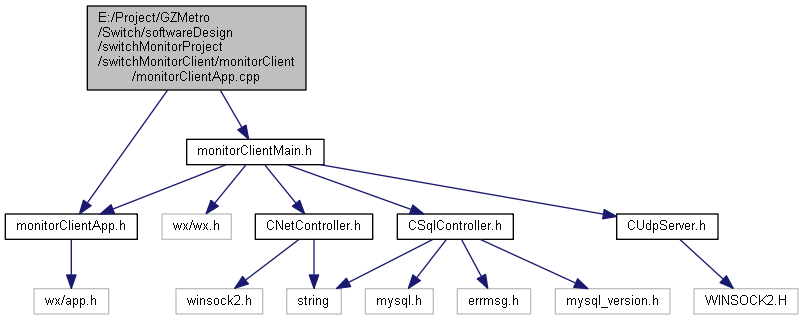 E:/Project/GZMetro
/Switch/softwareDesign
/switchMonitorProject
/switchMonitorClient/monitorClient
/monitorClientApp.cpp
monitorClientMain.h
monitorClientApp.h
wx/wx.h
CNetController.h
CSqlController.h
CUdpServer.h
wx/app.h
winsock2.h
string
mysql.h
errmsg.h
mysql_version.h
WINSOCK2.H